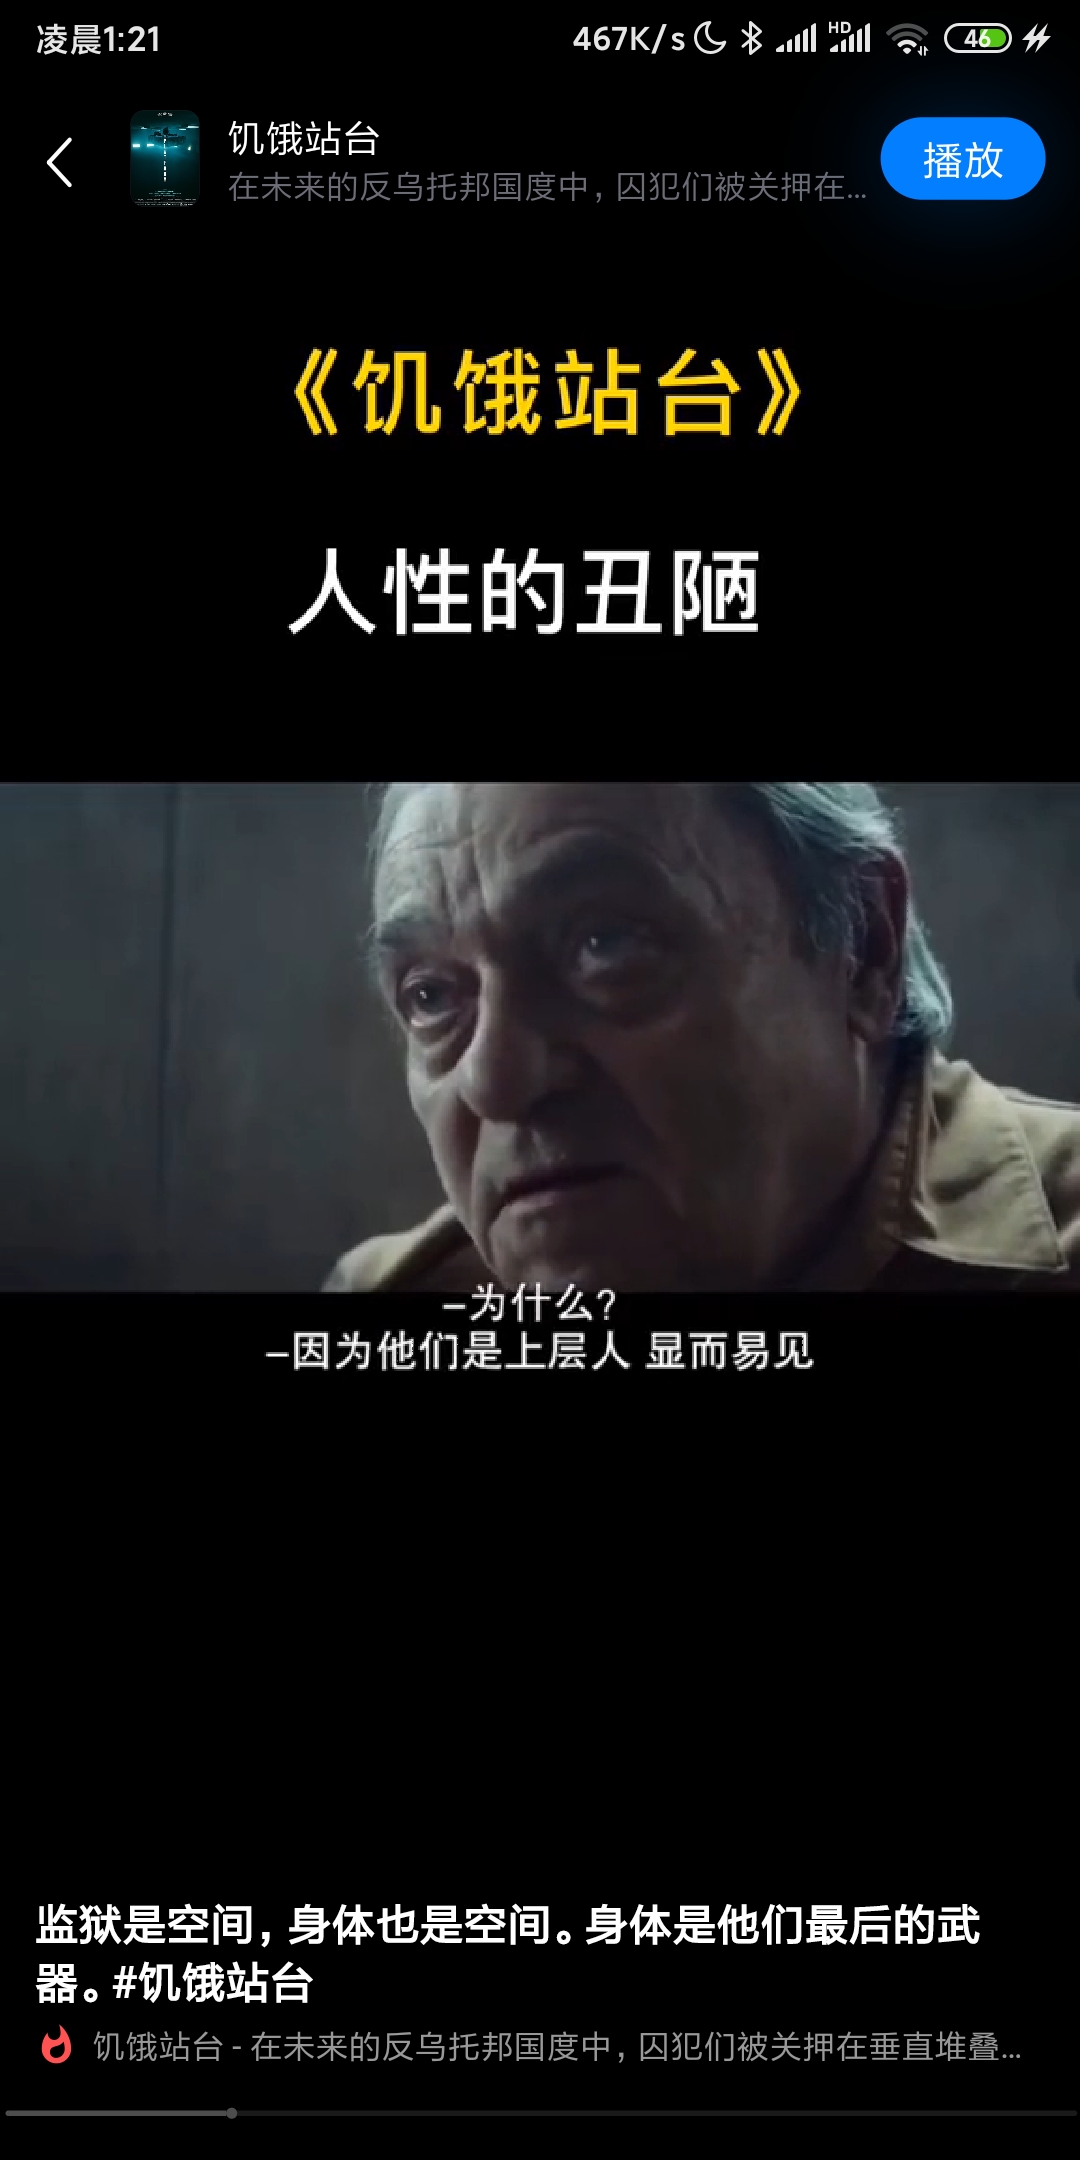 凌晨1:21
467K/s
HD
46
饥饿站台
在未来的反乌托邦国度中，囚犯们被关押在...
播放
《饥饿站台》
人性的丑陋
-为什么？
-因为他们是上层人 显而易见
监狱是空间，身体也是空间。身体是他们最后的武
器。#饥饿站台
饥饿站台 - 在未来的反乌托邦国度中，囚犯们被关押在垂直堆叠...